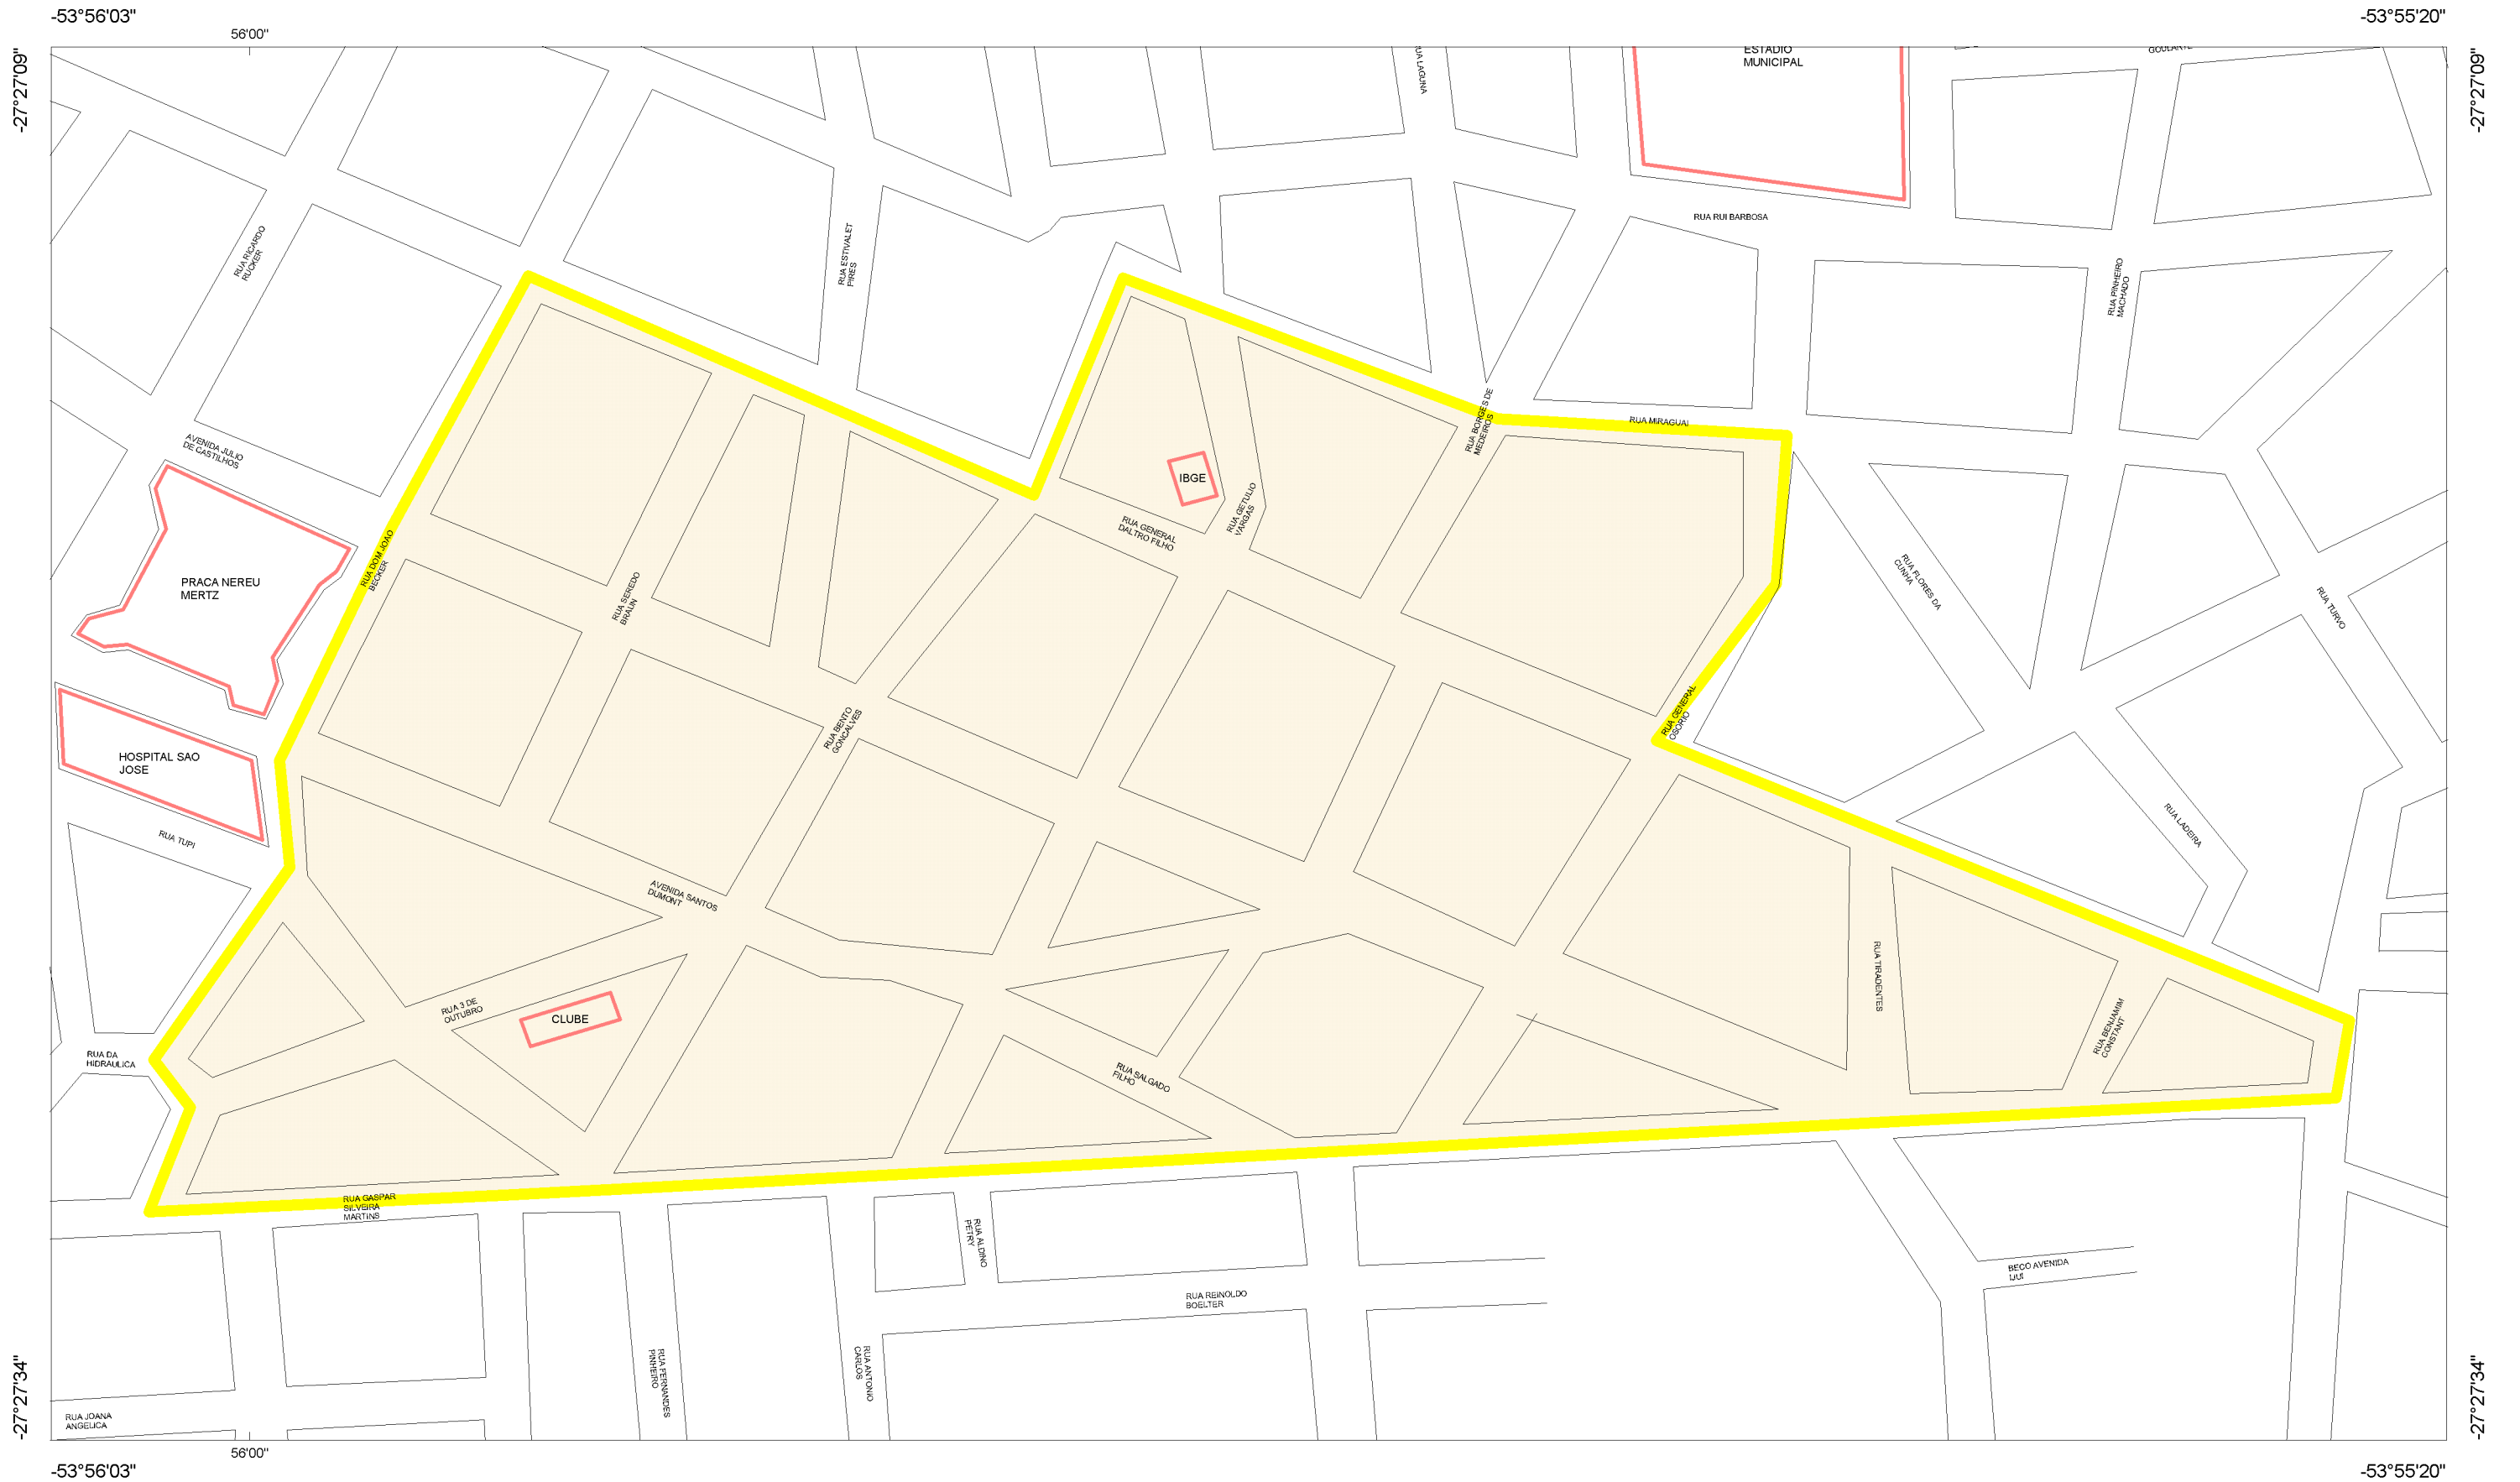 -53°56'03"
-53°55'20"
56'00"
-27°27'09"
-27°27'09"
RUA LAGUNA
ESTADIO
MUNICIPAL
GOULARTE
RUA RUI BARBOSA
RUA RICARDO
RUCKER
RUA ESTIVALET
PIRES
RUA PINHEIRO
MACHADO
RUA BORGES DE
MEDEIROS
RUA MIRAGUAI
AVENIDA JULIO
DE CASTILHOS
IBGE
RUA GETULIO
VARGAS
RUA GENERAL
DALTRO FILHO
RUA DOM JOAO
BECKER
PRACA NEREU
MERTZ
RUA SEREDO
BRAUN
RUA FLORES DA
CUNHA
RUA TURVO
RUA GENERAL
OSORIO
RUA BENTO
GONCALVES
HOSPITAL SAO
JOSE
RUA TUPI
RUA LADEIRA
AVENIDA SANTOS
DUMONT
RUA TIRADENTES
RUA 3 DE
OUTUBRO
CLUBE
RUA BENJAMIM
CONSTANT
RUA DA
HIDRAULICA
RUA SALGADO
FILHO
RUA GASPAR
SILVEIRA
MARTINS
RUA ALDINO
PETRY
BECO AVENIDA
IJUI
RUA REINOLDO
BOELTER
RUA FERNANDES
PINHEIRO
RUA ANTONIO
CARLOS
-27°27'34"
-27°27'34"
RUA JOANA
ANGELICA
56'00"
-53°56'03"
-53°55'20"